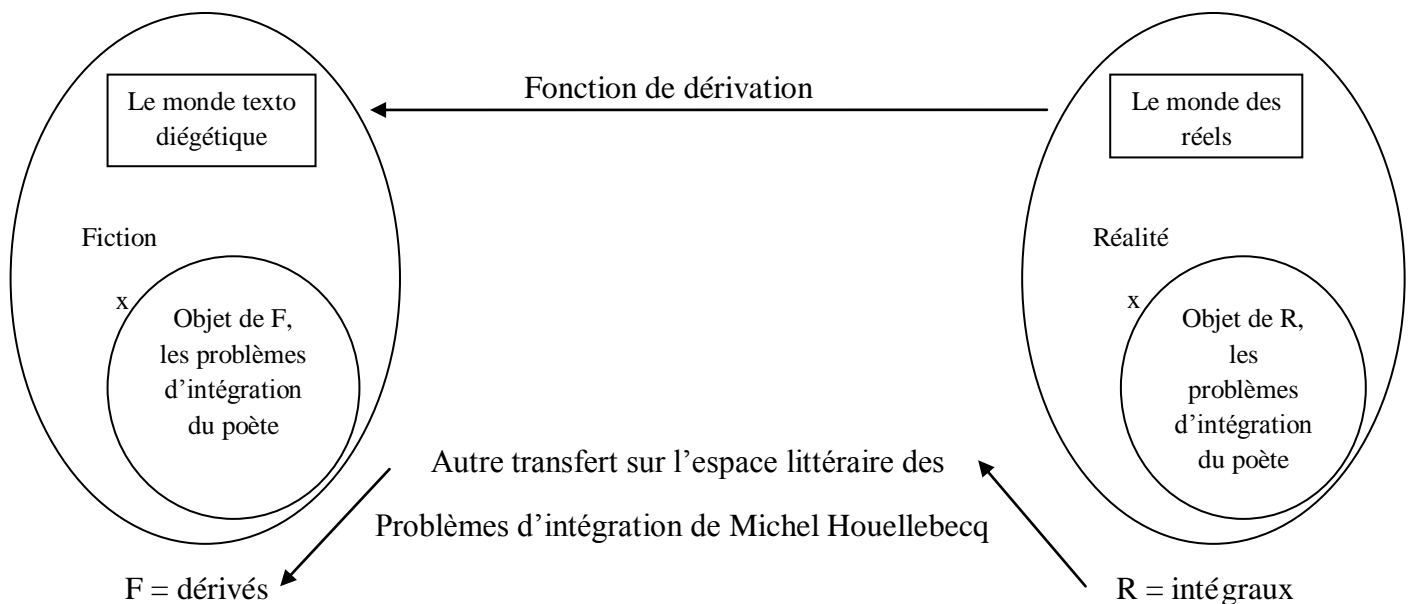 Fonction de dérivation
Le monde texto
diégétique
Le monde des
réels
Fiction
Réalité
x
x
Objet de F,
les problèmes
d’intégration
du poète
Objet de R,
les
problèmes
d’intégration
du poète
Autre transfert sur l’espace littéraire des
Problèmes d’intégration de Michel Houellebecq
F = dérivés
R = intégraux